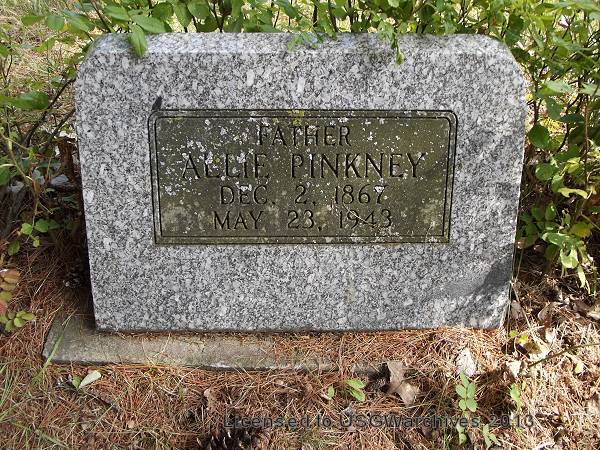 FATHER
ALLIE PINKNEY
DEC. 2, 1867
MAY 23, 1943
Licensed to USGWarchives 2010